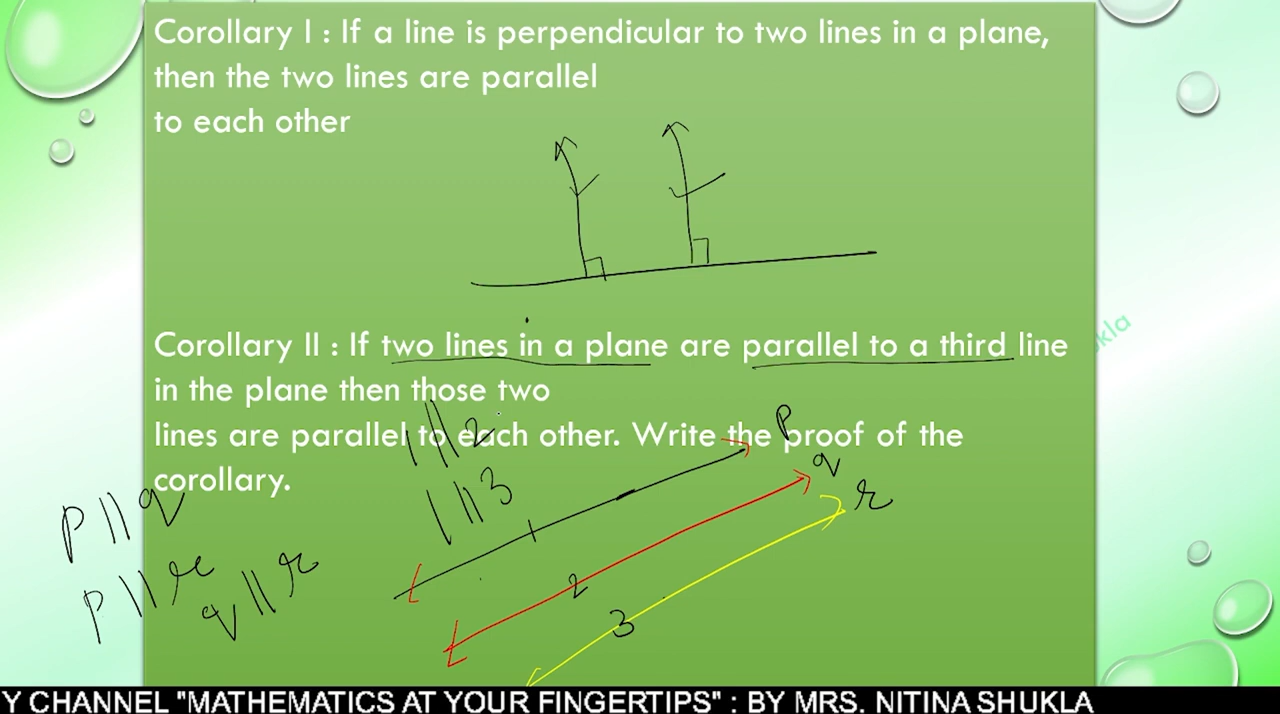 Corollary I : If a line is perpendicular to two lines in a plane,
then the two lines are parallel
to each other
Corollary II : If two lines in a plane are parallel to a third line
in the plane then those two
lines are parallel to each other. Write the proof of the
corollary.
1 || 2
1 || 3
p || q
p || r
q || r
p
q
r
1
2
3
kla
Y CHANNEL "MATHEMATICS AT YOUR FINGERTIPS" : BY MRS. NITINA SHUKLA